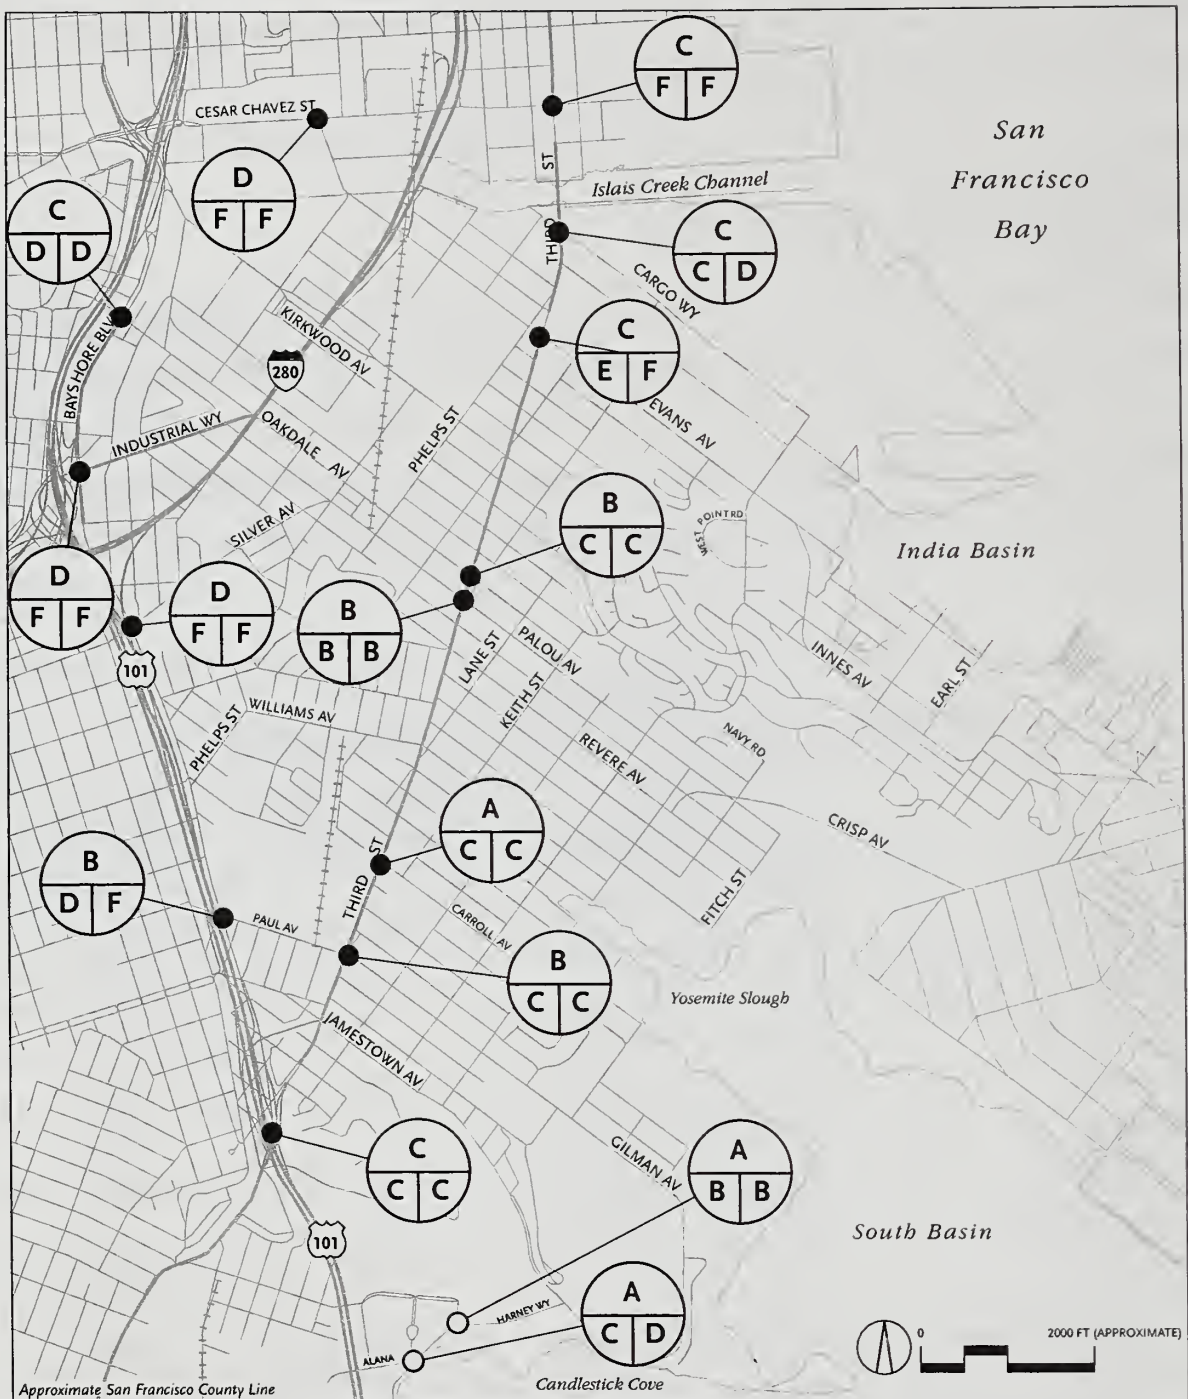 C
F F
CESAR CHAVEZ ST
San
Francisco
Bay
D
F F
ST
Islais Creek Channel
C
D D
THIRD
C
C D
CARGO WY
KIRKWOOD AV
C
E F
BAYSHORE BLV
280
INDUSTRIAL WY
OAKDALE AV
PHELPS ST
EVANS AV
B
C C
SILVER AV
WEST POINT RD
India Basin
D
F F
D
F F
B
B B
101
LANE ST
PALOU AV
KEITH ST
INNES AV
EARL ST
PHELPS ST
WILLIAMS AV
REVERE AV
NAVY RD
A
C C
CRISP AV
B
D F
THIRD ST
FITCH ST
PAUL AV
CARROLL AV
B
C C
Yosemite Slough
JAMESTOWN AV
C
C C
GILMAN AV
A
B B
South Basin
101
HARNEY WY
A
C D
ALANA
0 2000 FT (APPROXIMATE)
Approximate San Francisco County Line
Candlestick Cove